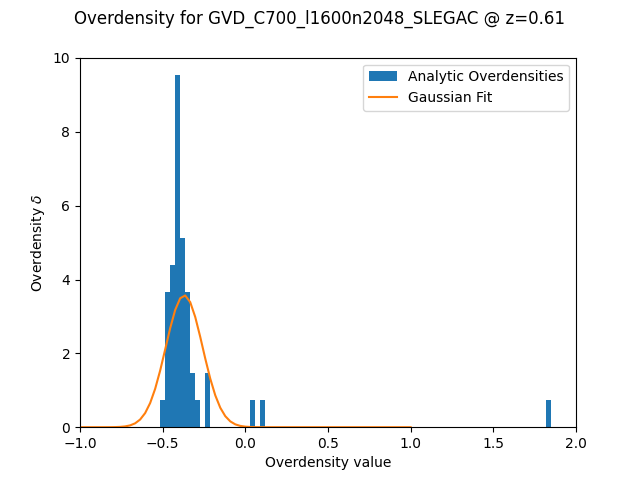 Overdensity for GVD_C700_l1600n2048_SLEGAC @ z=0.61
Analytic Overdensities
Gaussian Fit
Overdensity δ
10
8
6
4
2
0
−1.0 −0.5 0.0 0.5 1.0 1.5 2.0
Overdensity value